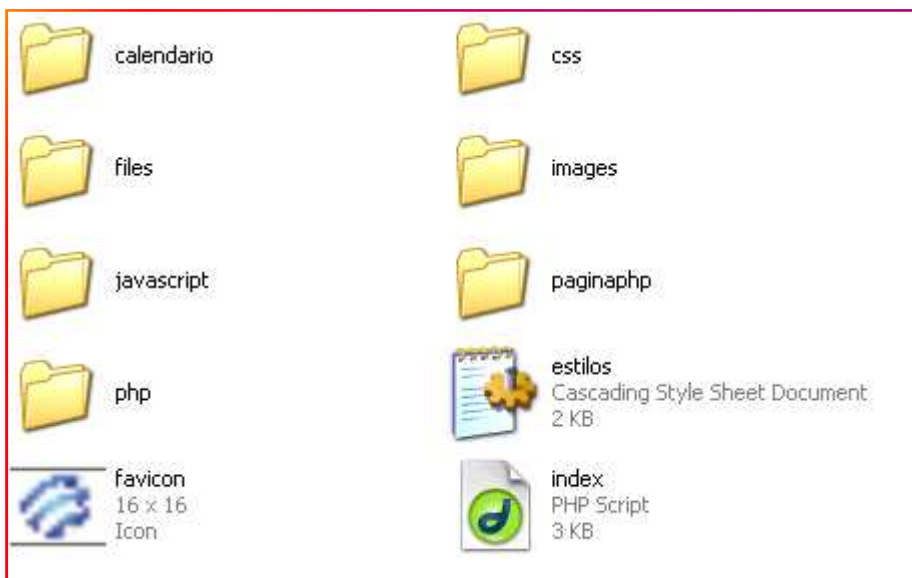 calendario
css
files
images
javascript
paginaphp
php
estilos
Cascading Style Sheet Document
2 KB
favicon
16 x 16
Icon
index
PHP Script
3 KB